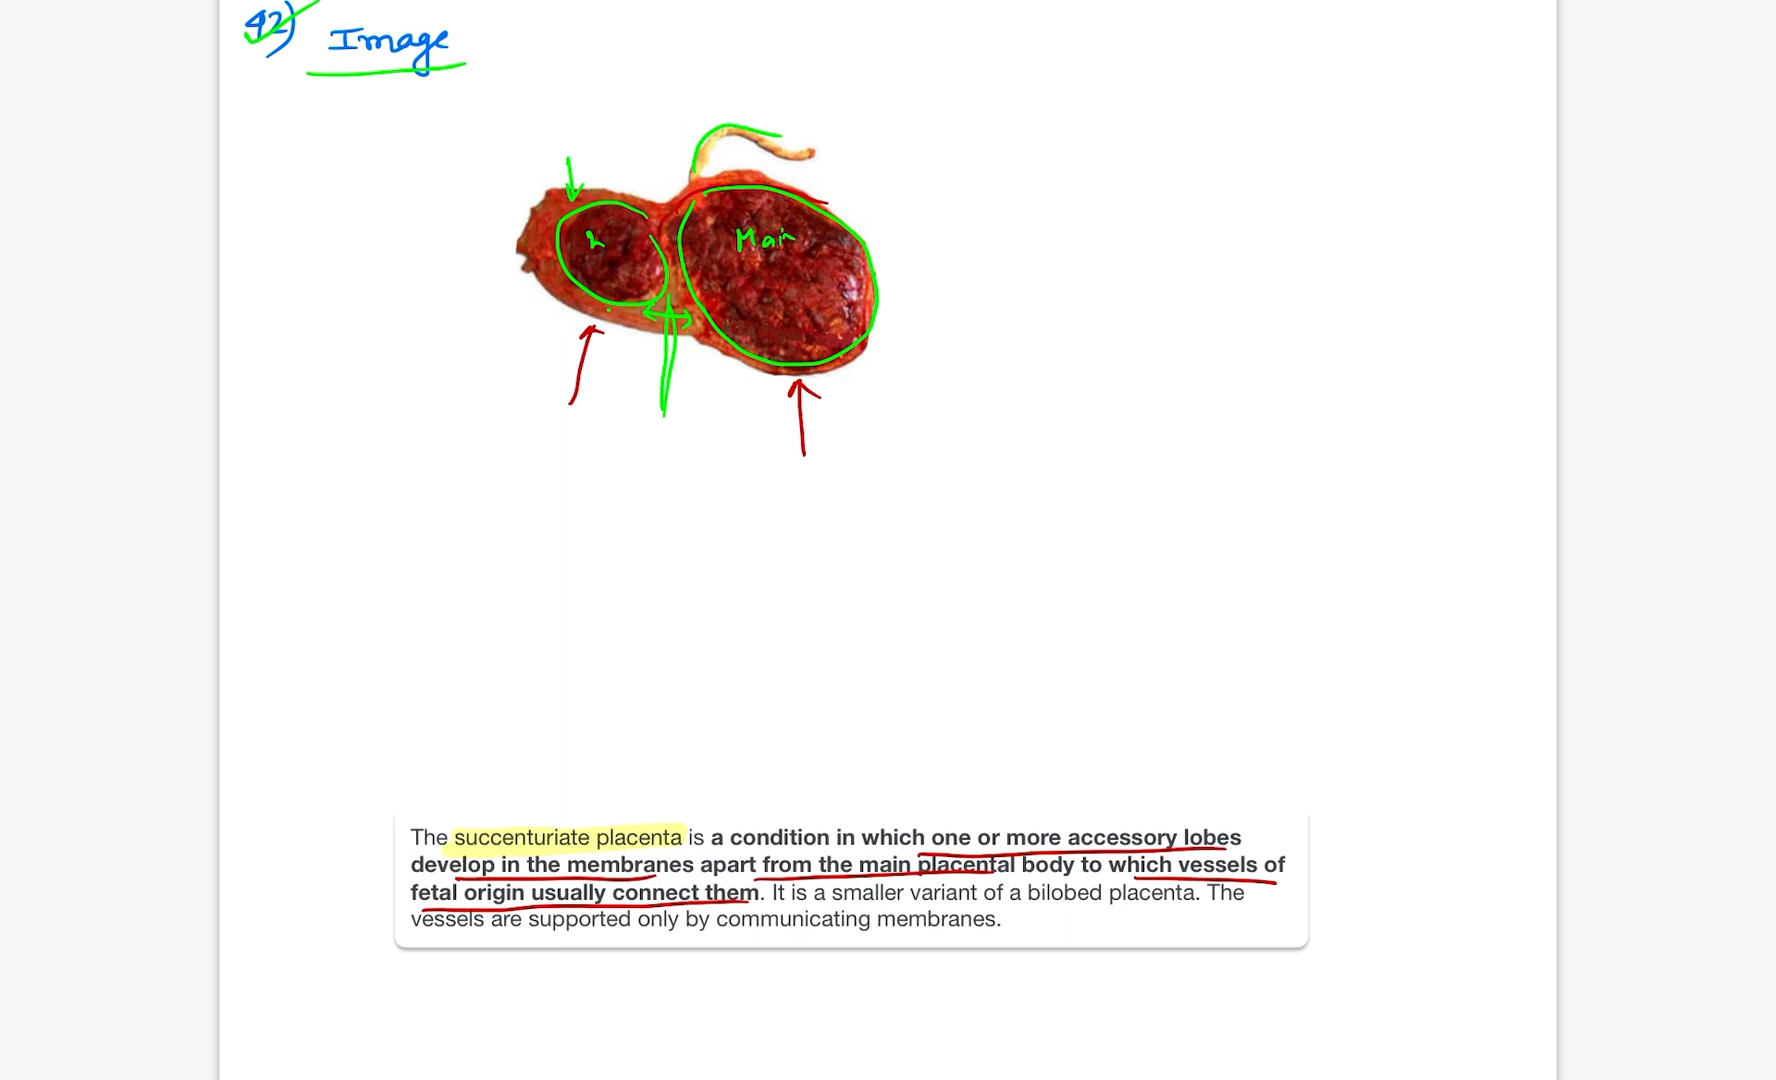 42)
Image
Main
2
The succenturiate placenta is a condition in which one or more accessory lobes
develop in the membranes apart from the main placental body to which vessels of
fetal origin usually connect them. It is a smaller variant of a bilobed placenta. The
vessels are supported only by communicating membranes.